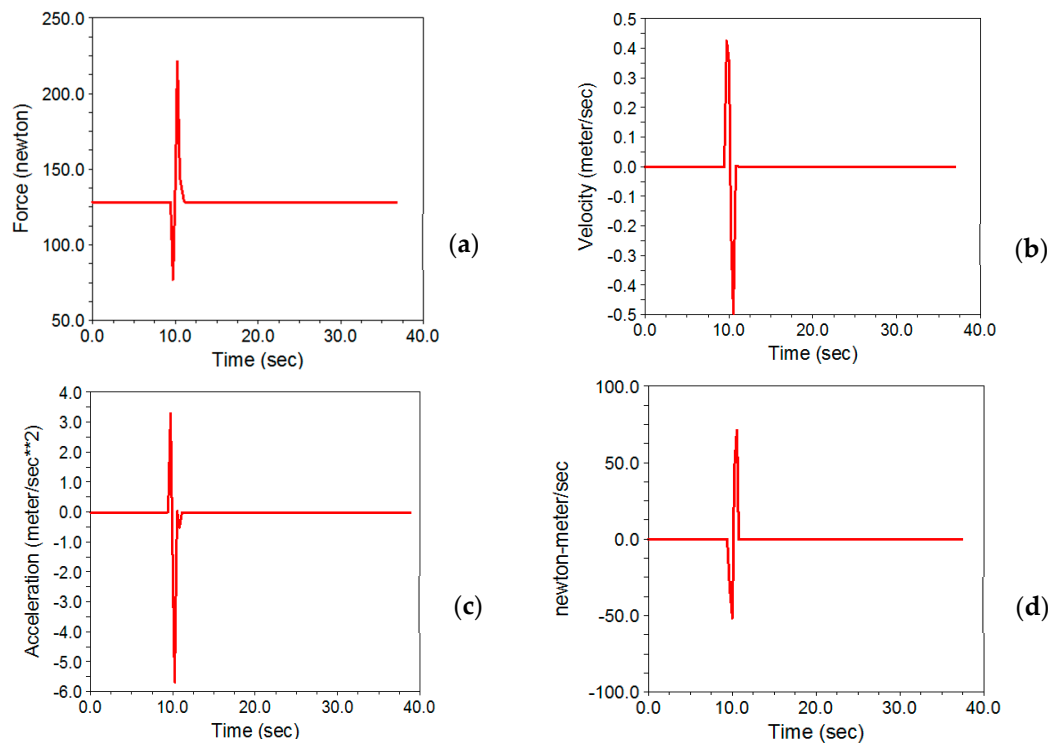 250.0
200.0
150.0
100.0
50.0
Force (newton)
0.0 10.0 20.0 30.0 40.0
Time (sec)
(a)
0.5
0.4
0.3
0.2
0.1
0.0
-0.1
-0.2
-0.3
-0.4
-0.5
Velocity (meter/sec)
0.0 10.0 20.0 30.0 40.0
Time (sec)
(b)
4.0
3.0
2.0
1.0
0.0
-1.0
-2.0
-3.0
-4.0
-5.0
-6.0
Acceleration (meter/sec**2)
0.0 10.0 20.0 30.0 40.0
Time (sec)
(c)
100.0
50.0
0.0
-50.0
-100.0
newton-meter/sec
0.0 10.0 20.0 30.0 40.0
Time (sec)
(d)